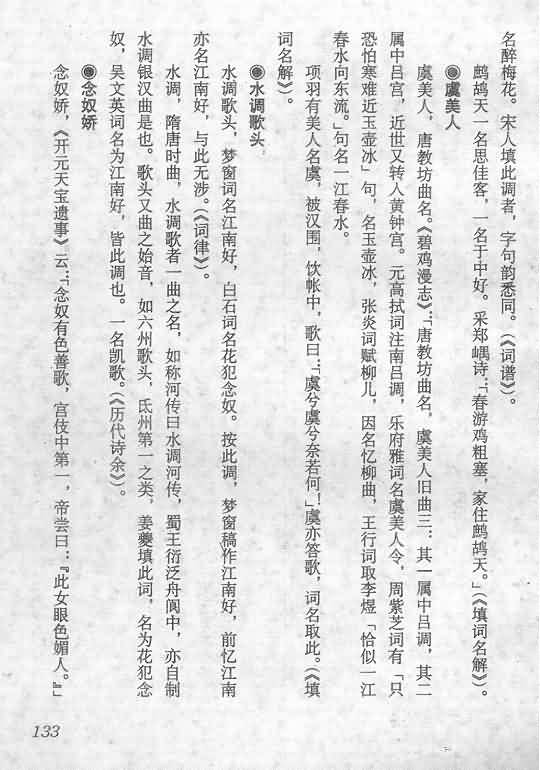 名醉梅花。宋人填此调者，字句韵悉同。（《词谱》）。
鹧鸪天一名思佳客，一名于中好。采郑嵎诗：「春游鸡粗塞，家住鹧鸪天。」（《填词名解》）。
◉虞美人
虞美人，唐教坊曲名。《碧鸡漫志》：「唐教坊曲名，虞美人旧曲三：其一属中吕调，其二
属中吕宫，近世又转人黄钟宫。元高拭词注南吕调，乐府雅词名虞美人令，周紫芝词有「只
恐怕寒难近玉壶冰」句，名玉壶冰，张炎词赋柳儿，因名忆柳曲，王行词取李煜「恰似一江
春水向东流。」句名一江春水。
项羽有美人名虞，被汉围，饮帐中，歌曰：「虞兮虞兮奈若何！」虞亦答歌，词名取此。（《填
词名解》）。
◉水调歌头
水调歌头，梦窗词名江南好，白石词名花犯念奴。按此调，梦窗稿作江南好，前忆江南
亦名江南好，与此无涉。（《词律》）。
水调，隋唐时曲，水调歌者一曲之名，如称河传曰水调河传，蜀王衍泛舟阆中，亦自制
水调银汉曲是也。歌头又曲之始音，如六州歌头，氐州第一之类，姜夔填此词，名为花犯念
奴，吴文英词名为江南好，皆此调也。一名凯歌。（《历代诗余》）。
◉念奴娇
念奴娇，《开元天宝遗事》云：「念奴有色善歌，宫伎中第一，帝尝曰：『此女眼色媚人。』」
133